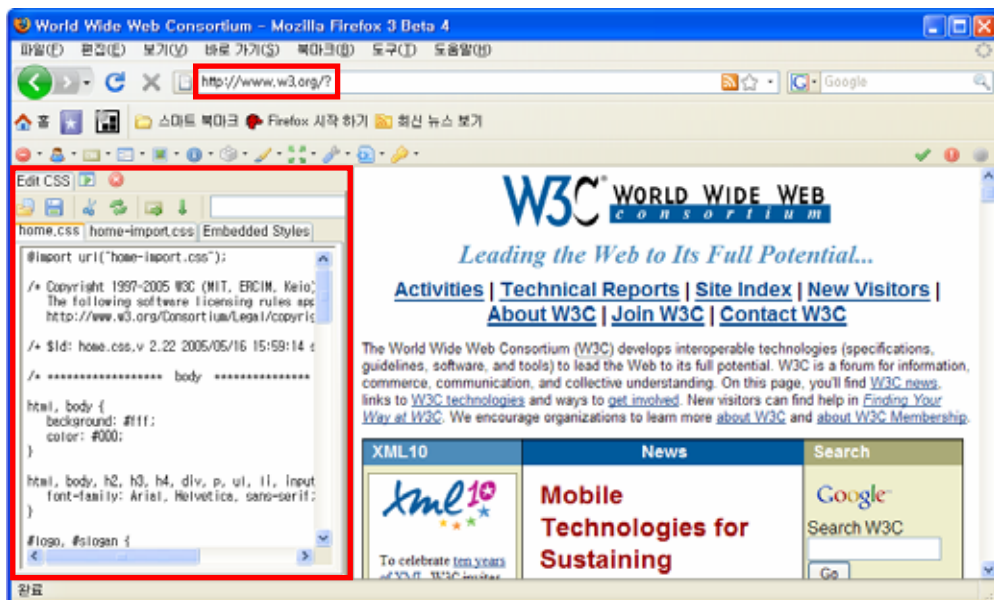 World Wide Web Consortium - Mozilla Firefox 3 Beta 4
파일(F) 편집(E) 보기(V) 바로 가기(S) 북마크(B) 도구(T) 도움말(H)
http://www.w3.org/?
Google
홈 스마트 북마크 Firefox 시작 하기 최신 뉴스 보기
Edit CSS
home.css home-import.css Embedded Styles
@import url("home-import.css");
/* Copyright 1997-2005 W3C (MIT, ERCIM, Keio)
The following software licensing rules app
http://www.w3.org/Consortium/Legal/copyrig
/* $Id: home.css,v 2.22 2005/05/16 15:59:14 s
/* ****************** body ***************
html, body {
background: #fff;
color: #000;
}
html, body, h2, h3, h4, div, p, ul, li, input
font-family: Arial, Helvetica, sans-serif;
}
#logo, #slogan {
W3C WORLD WIDE WEB
consortium
Leading the Web to Its Full Potential...
Activities | Technical Reports | Site Index | New Visitors |
About W3C | Join W3C | Contact W3C
The World Wide Web Consortium (W3C) develops interoperable technologies (specifications,
guidelines, software, and tools) to lead the Web to its full potential. W3C is a forum for information,
commerce, communication, and collective understanding. On this page, you'll find W3C news,
links to W3C technologies and ways to get involved. New visitors can find help in Finding Your
Way at W3C. We encourage organizations to learn more about W3C and about W3C Membership.
XML10
xml10
To celebrate ten years
of XML, W3C invites
News
Mobile
Technologies for
Sustaining
Search
Google
Search W3C
Go
완료